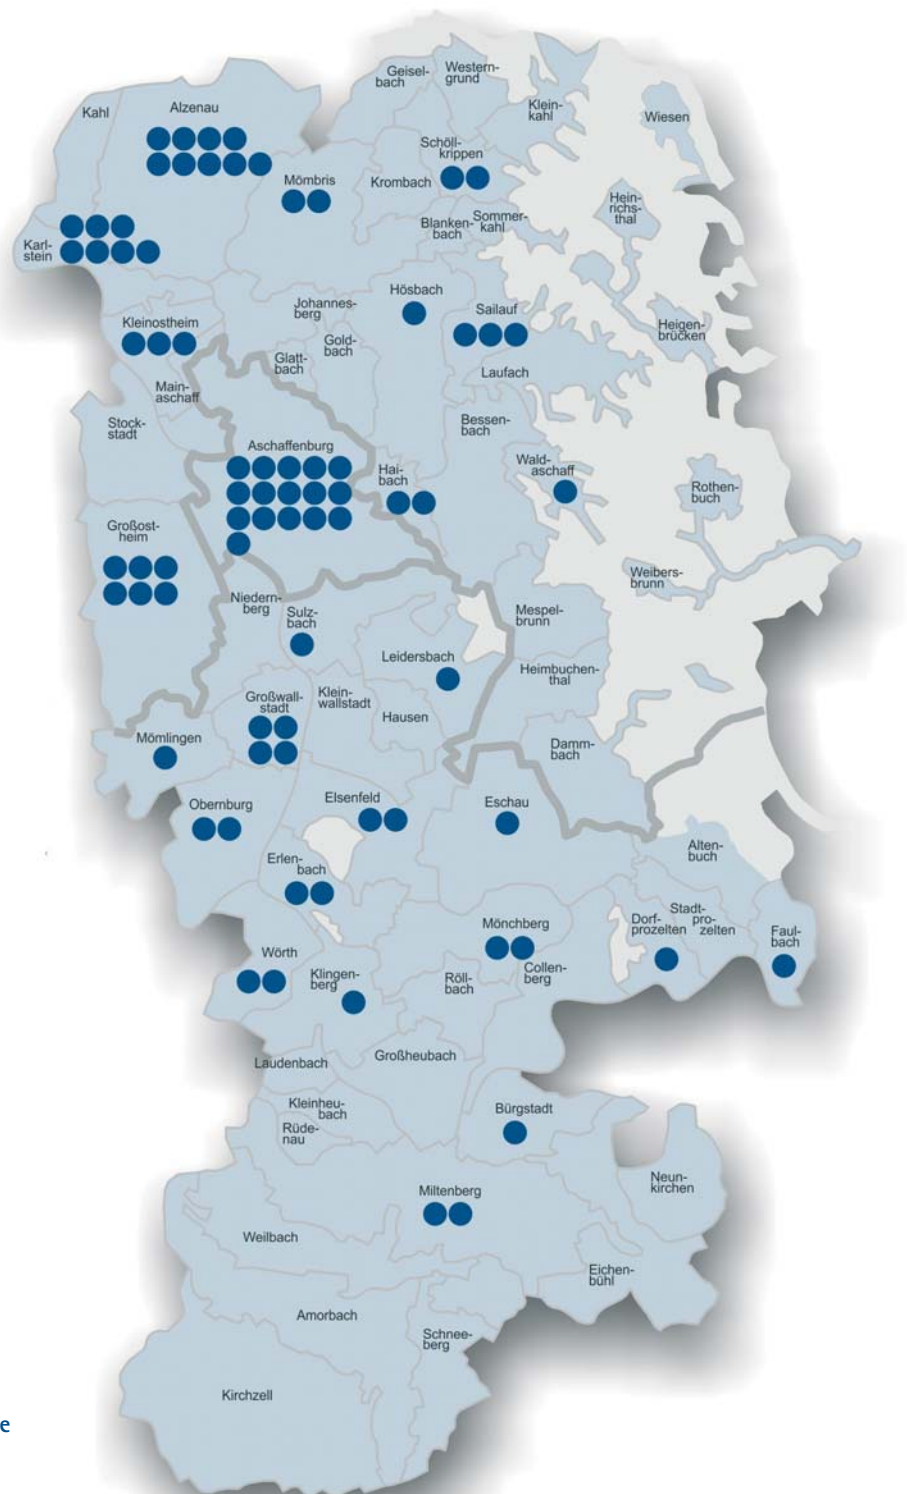 Geisel-
bach
Western-
grund
Kahl
Alzenau
Klein-
kahl
Wiesen
Schöll-
krippen
Mömbris
Krombach
Hein-
richs-
thal
Blanken-
bach
Sommer-
kahl
Karl-
stein
Hösbach
Johannes-
berg
Sailauf
Kleinostheim
Heigen-
brücken
Gold-
bach
Glatt-
bach
Laufach
Main-
aschaff
Stock-
stadt
Bessen-
bach
Aschaffenburg
Wald-
aschaff
Hai-
bach
Rothen-
buch
Großost-
heim
Weibers-
brunn
Niedern-
berg
Sulz-
bach
Mespel-
brunn
Leidersbach
Heimbuchen-
thal
Großwall-
stadt
Klein-
wallstadt
Hausen
Mömlingen
Damm-
bach
Obernburg
Elsenfeld
Eschau
Alten-
buch
Erlen-
bach
Mönchberg
Dorf-
prozelten
Stadt-
pro-
zelten
Faul-
bach
Wörth
Klingen-
berg
Röll-
bach
Collen-
berg
Großheubach
Laudenbach
Kleinheu-
bach
Bürgstadt
Rüde-
nau
Neun-
kirchen
Miltenberg
Weilbach
Eichen-
bühl
Amorbach
Schnee-
berg
Kirchzell
e